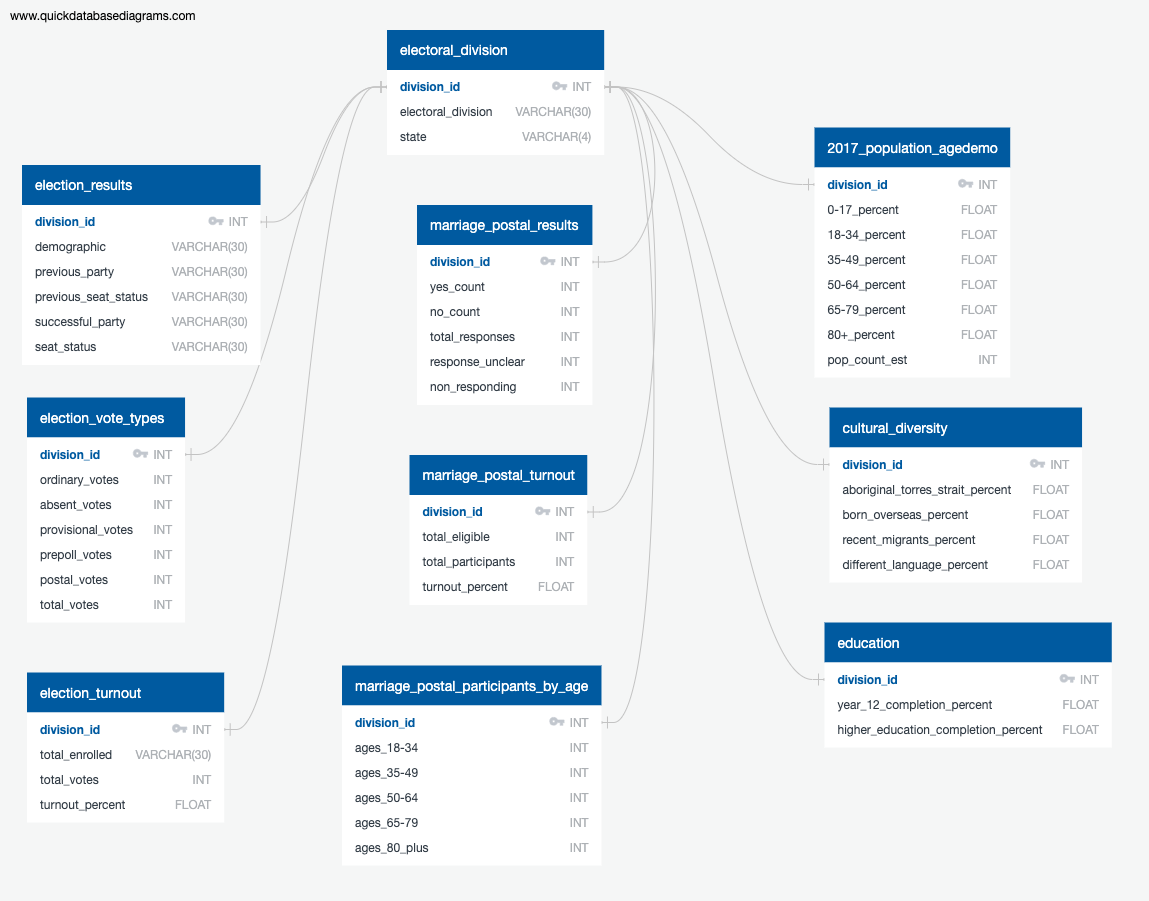 www.quickdatabasediagrams.com
electoral_division
division_id INT
electoral_division VARCHAR(30)
state VARCHAR(4)
election_results
division_id INT
demographic VARCHAR(30)
previous_party VARCHAR(30)
previous_seat_status VARCHAR(30)
successful_party VARCHAR(30)
seat_status VARCHAR(30)
election_vote_types
division_id INT
ordinary_votes INT
absent_votes INT
provisional_votes INT
prepoll_votes INT
postal_votes INT
total_votes INT
election_turnout
division_id INT
total_enrolled VARCHAR(30)
total_votes INT
turnout_percent FLOAT
marriage_postal_results
division_id INT
yes_count INT
no_count INT
total_responses INT
response_unclear INT
non_responding INT
marriage_postal_turnout
division_id INT
total_eligible INT
total_participants INT
turnout_percent FLOAT
marriage_postal_participants_by_age
division_id INT
ages_18-34 INT
ages_35-49 INT
ages_50-64 INT
ages_65-79 INT
ages_80_plus INT
2017_population_agedemo
division_id INT
0-17_percent FLOAT
18-34_percent FLOAT
35-49_percent FLOAT
50-64_percent FLOAT
65-79_percent FLOAT
80+_percent FLOAT
pop_count_est INT
cultural_diversity
division_id INT
aboriginal_torres_strait_percent FLOAT
born_overseas_percent FLOAT
recent_migrants_percent FLOAT
different_language_percent FLOAT
education
division_id INT
year_12_completion_percent FLOAT
higher_education_completion_percent FLOAT